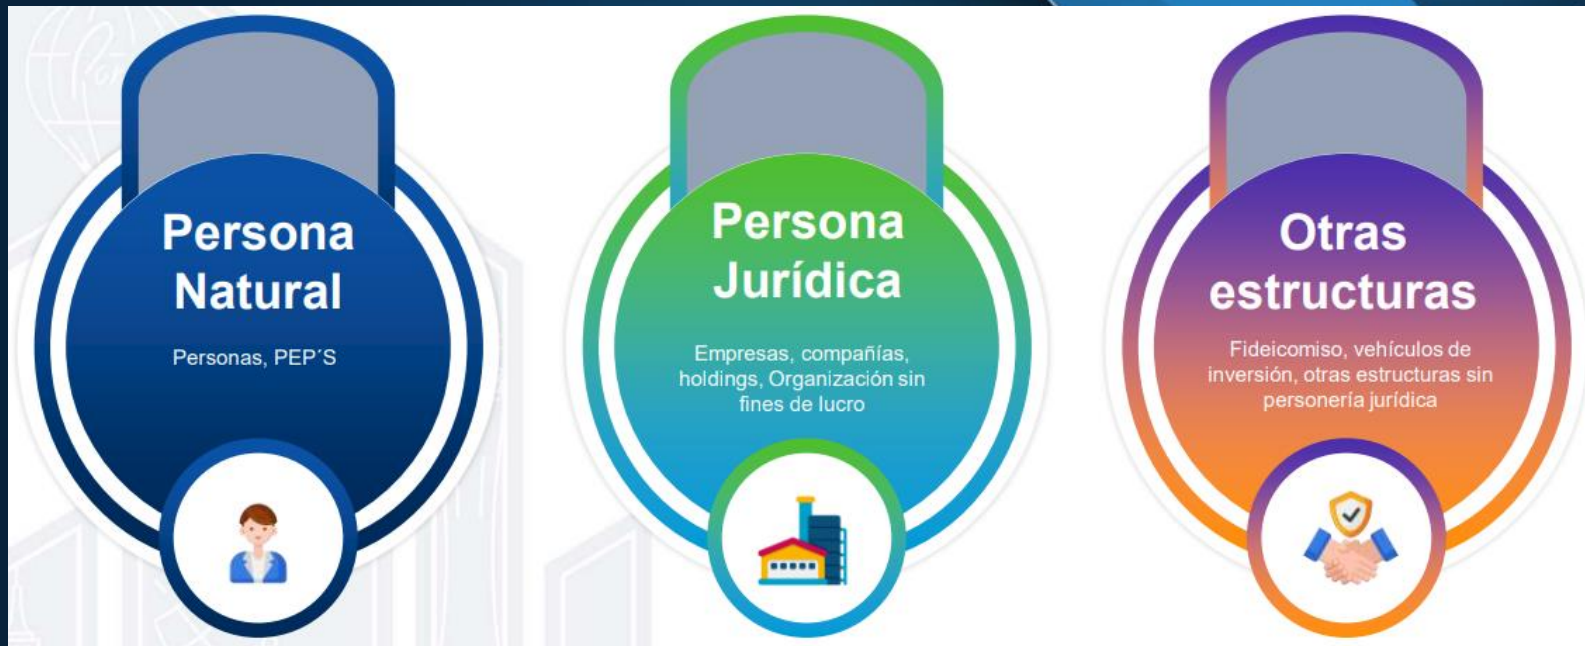 Persona
Natural
Personas, PEP´S
Persona
Jurídica
Empresas, compañías,
holdings, Organización sin
fines de lucro
Otras
estructuras
Fideicomiso, vehículos de
inversión, otras estructuras sin
personería jurídica